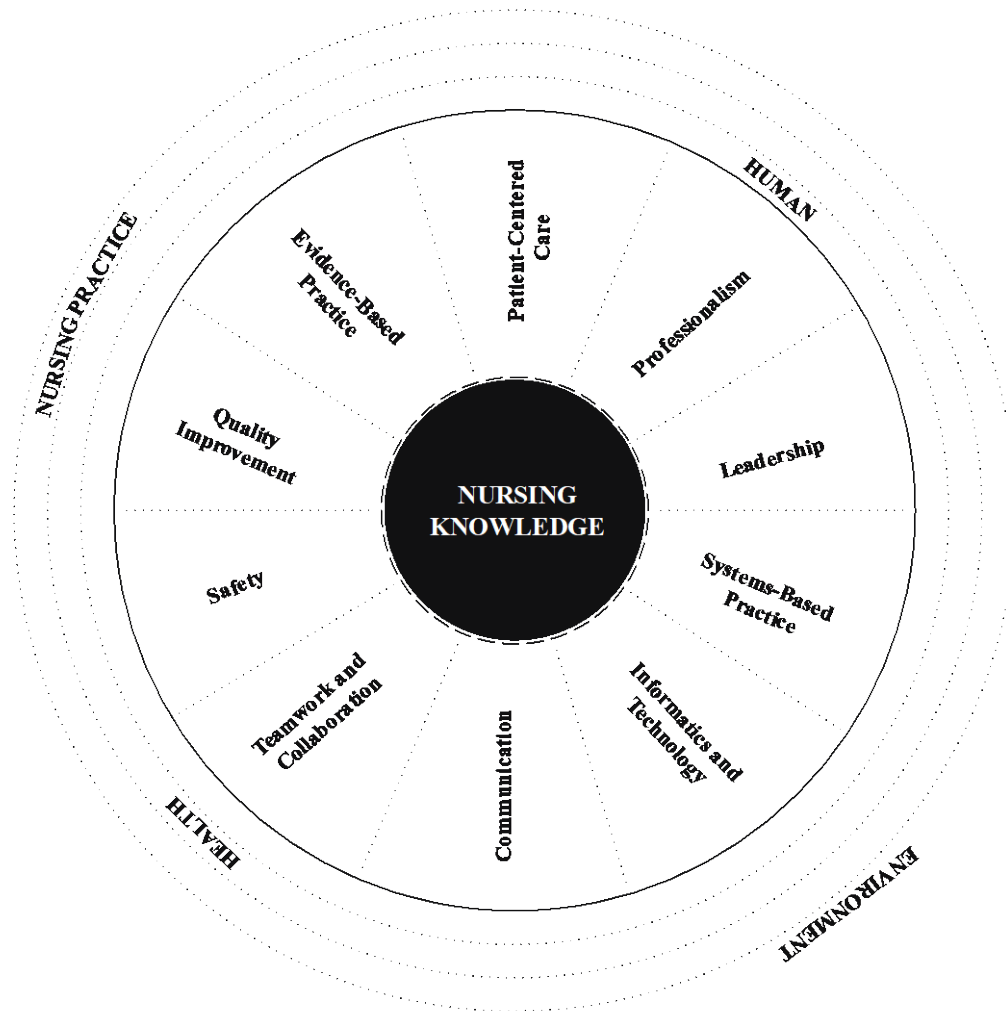 HUMAN
NURSING PRACTICE
Patient-Centered
Care
Evidence-Based
Practice
Professionalism
Quality
Improvement
Leadership
NURSING
KNOWLEDGE
Safety
Systems-Based
Practice
Teamwork and
Collaboration
Informatics and
Technology
Communication
HEALTH
ENVIRONMENT